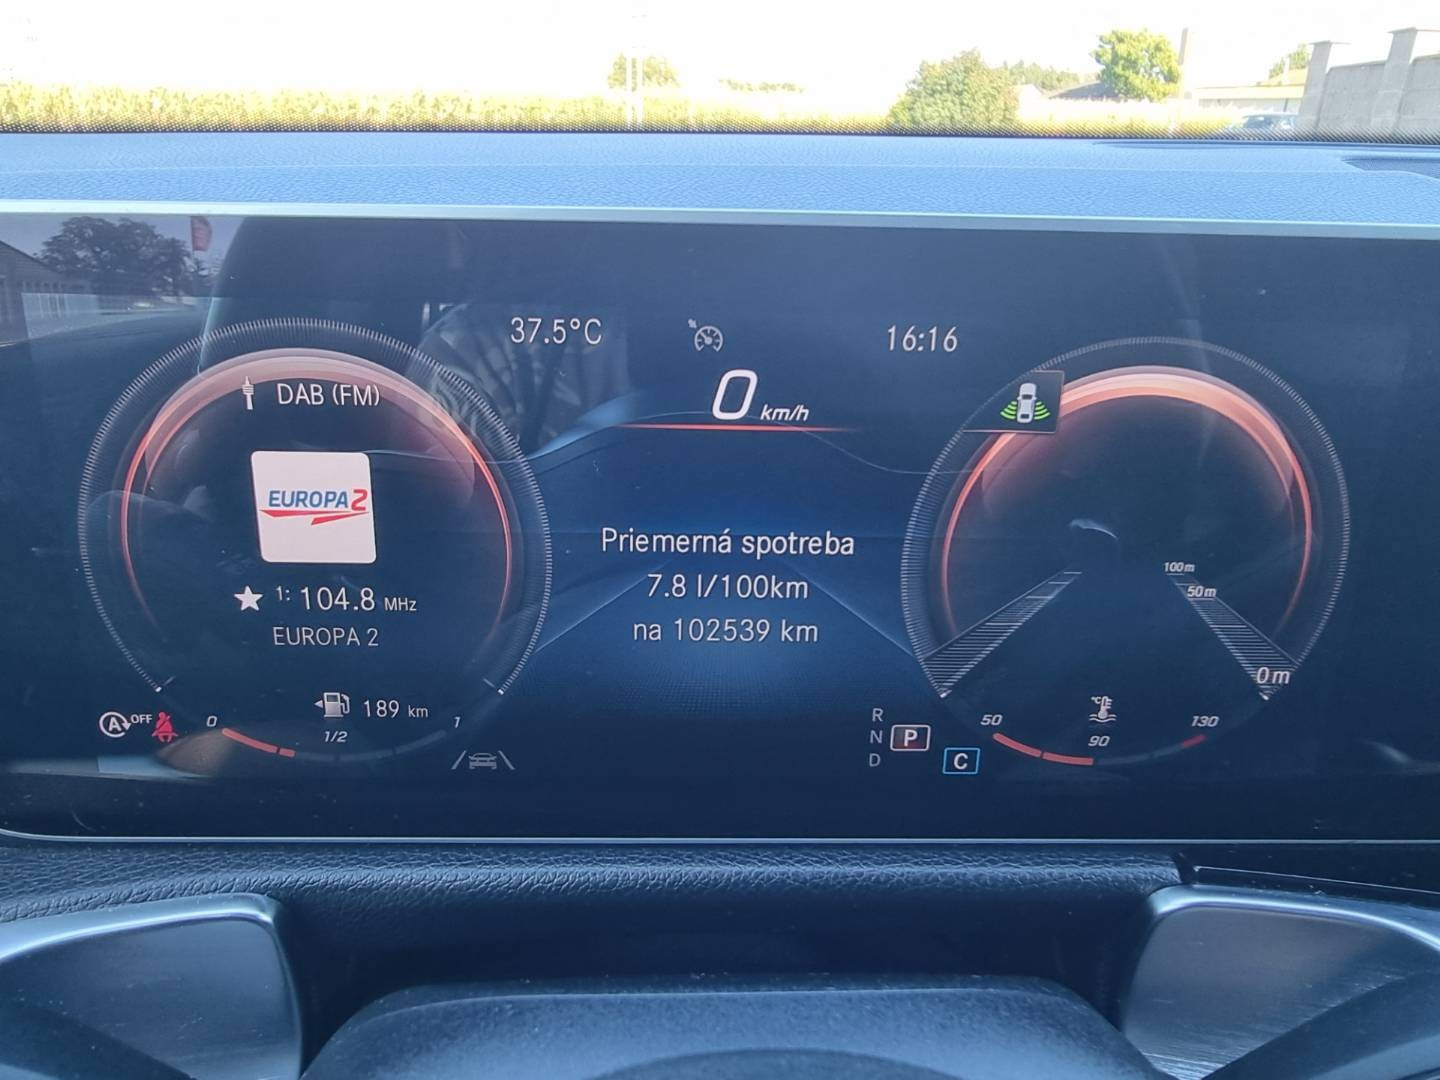 37.5°C
16:16
0 km/h
DAB (FM)
EUROPA2
1: 104.8 MHz
EUROPA 2
Priemerná spotreba
7.8 l/100km
na 102539 km
100m
50m
0m
A OFF
189 km
0
1/2
1
R
N
P
D
C
50
°C
90
130